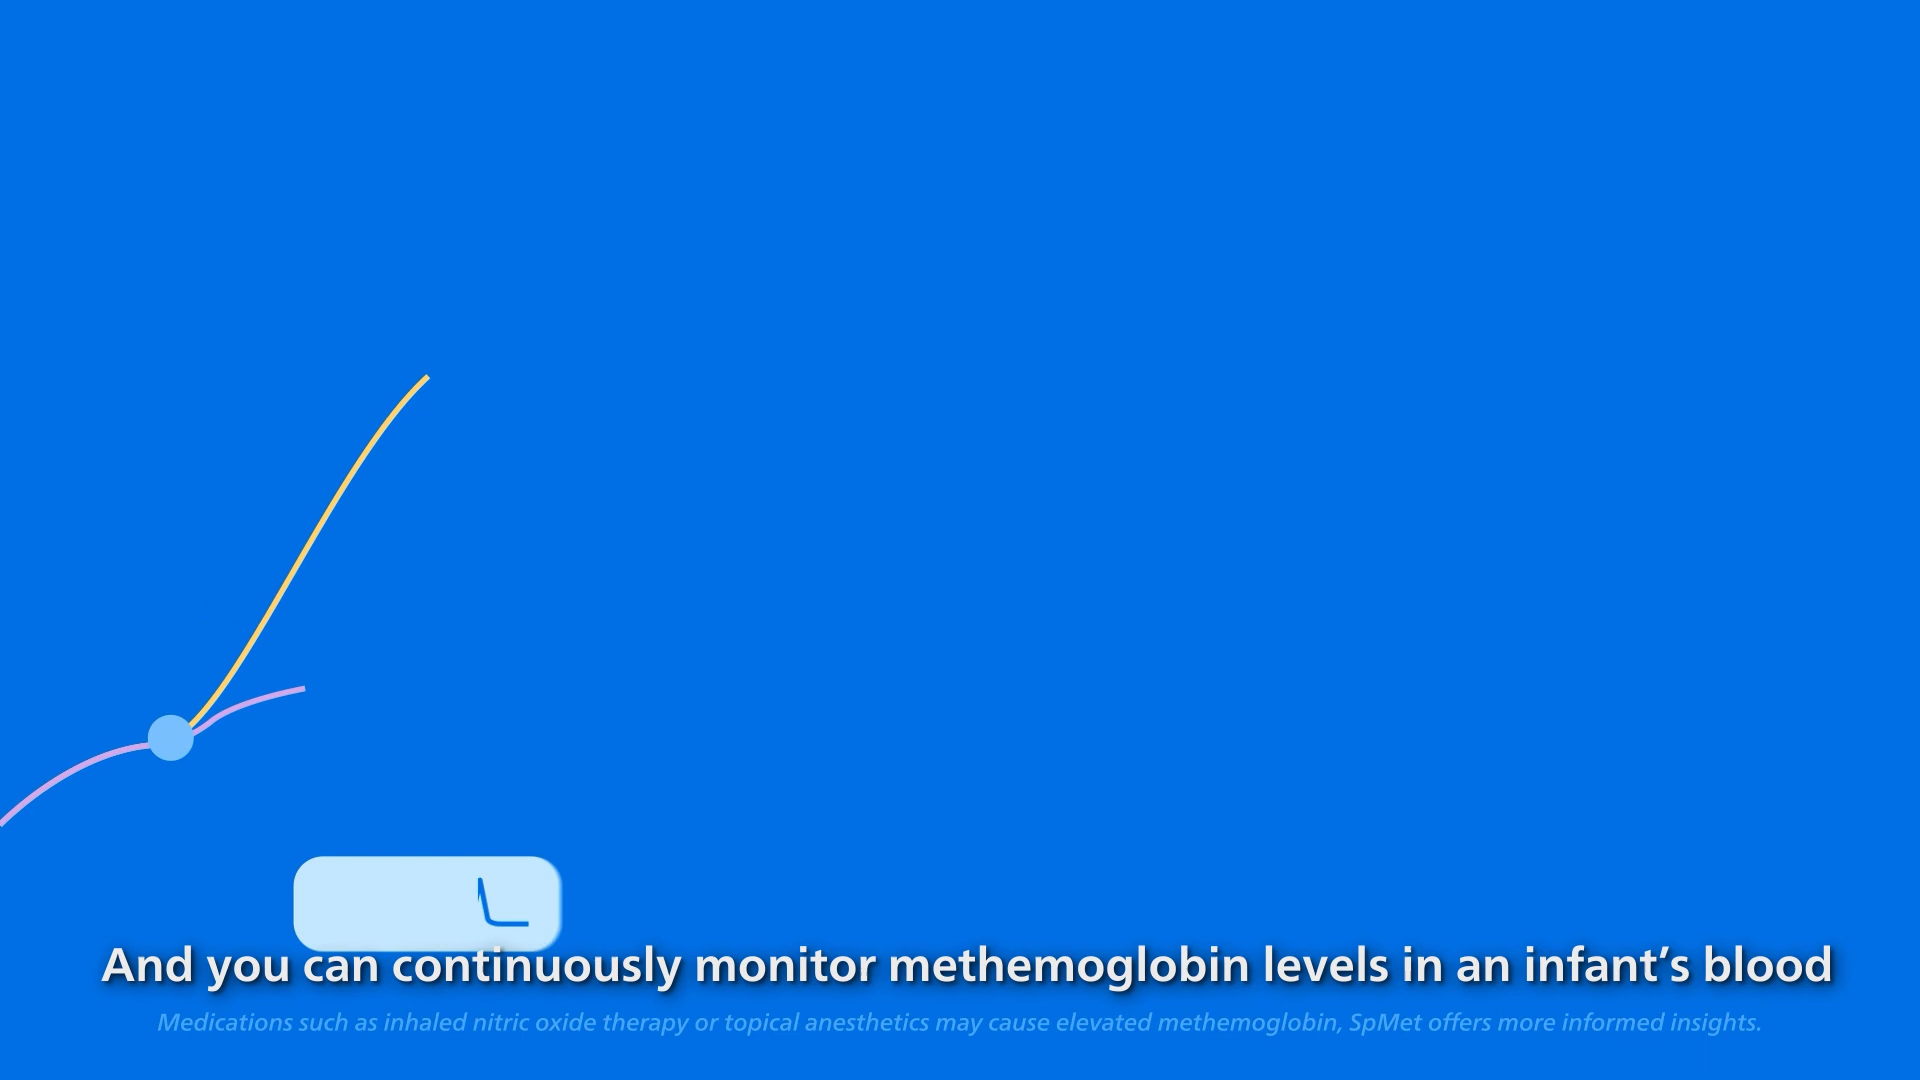 And you can continuously monitor methemoglobin levels in an infant’s blood
Medications such as inhaled nitric oxide therapy or topical anesthetics may cause elevated methemoglobin, SpMet offers more informed insights.